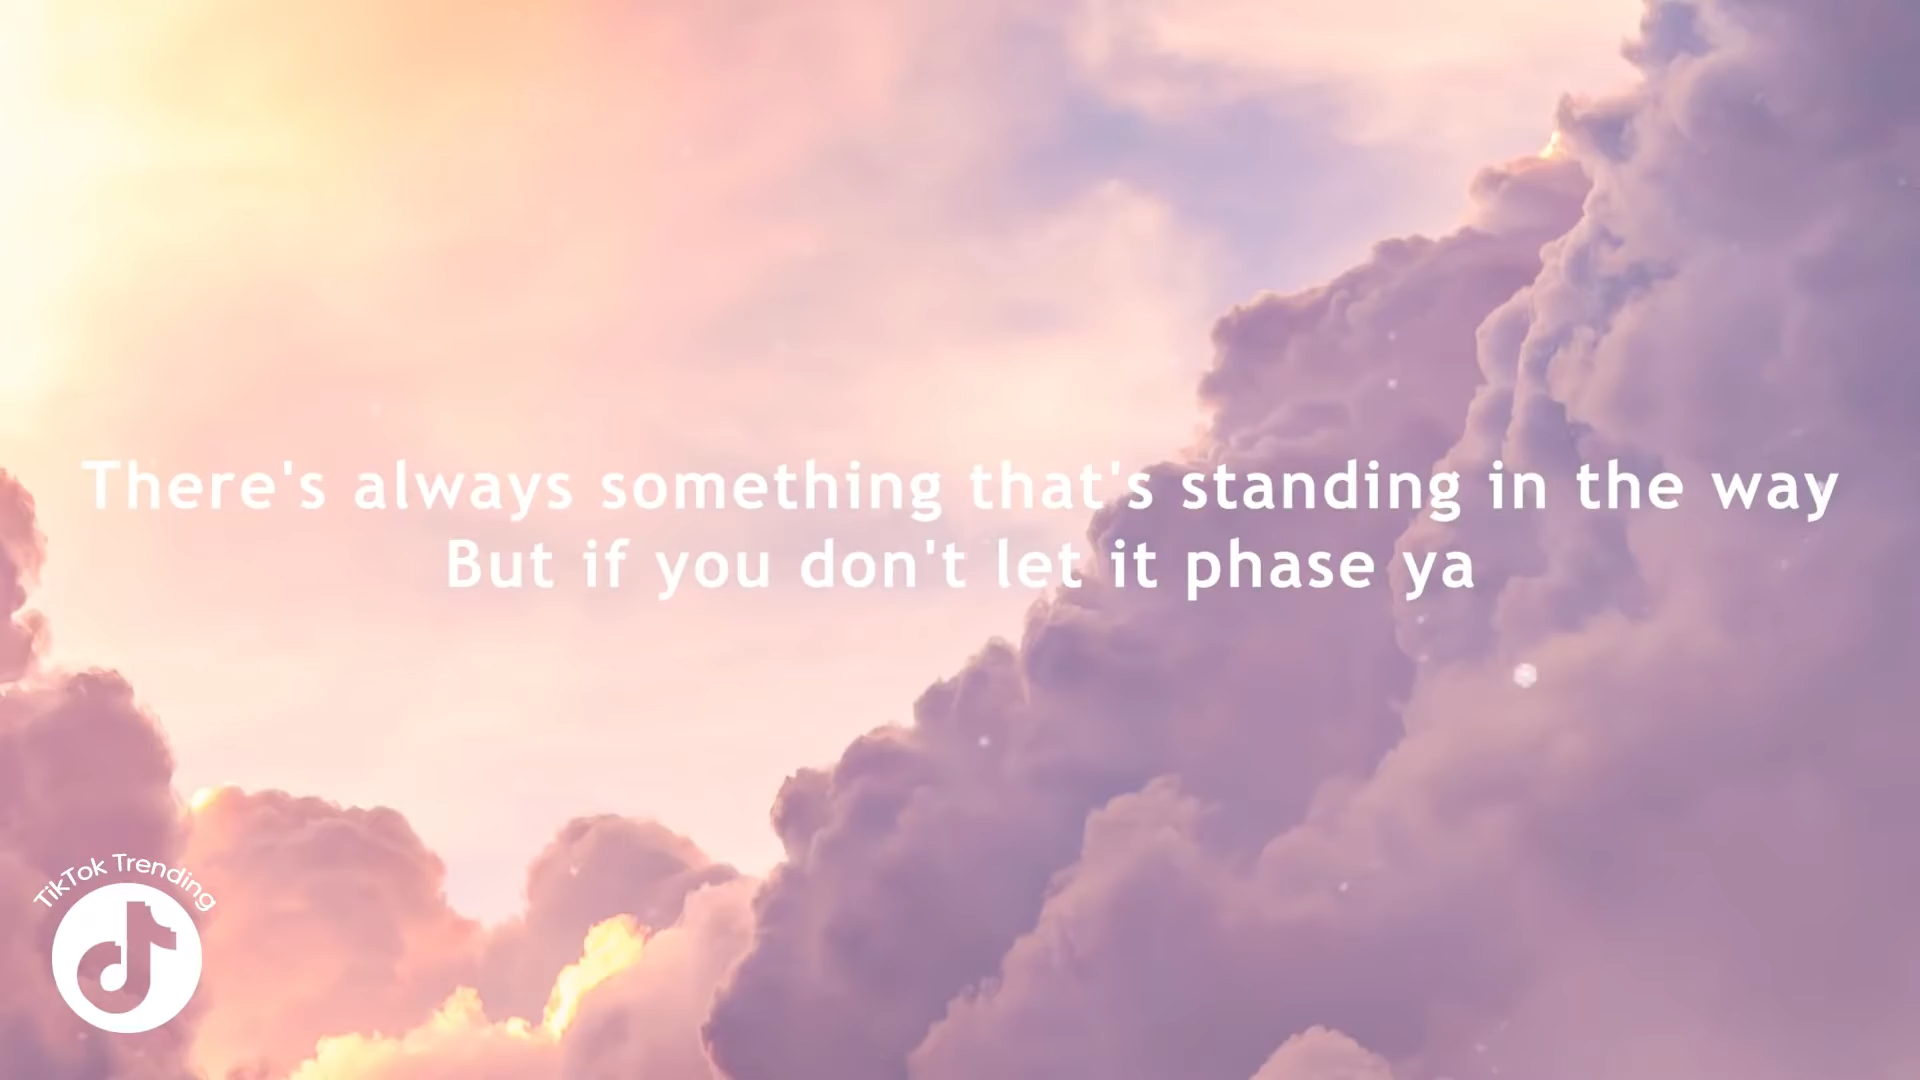 There's always something that's standing in the way
But if you don't let it phase ya
TikTok Trending